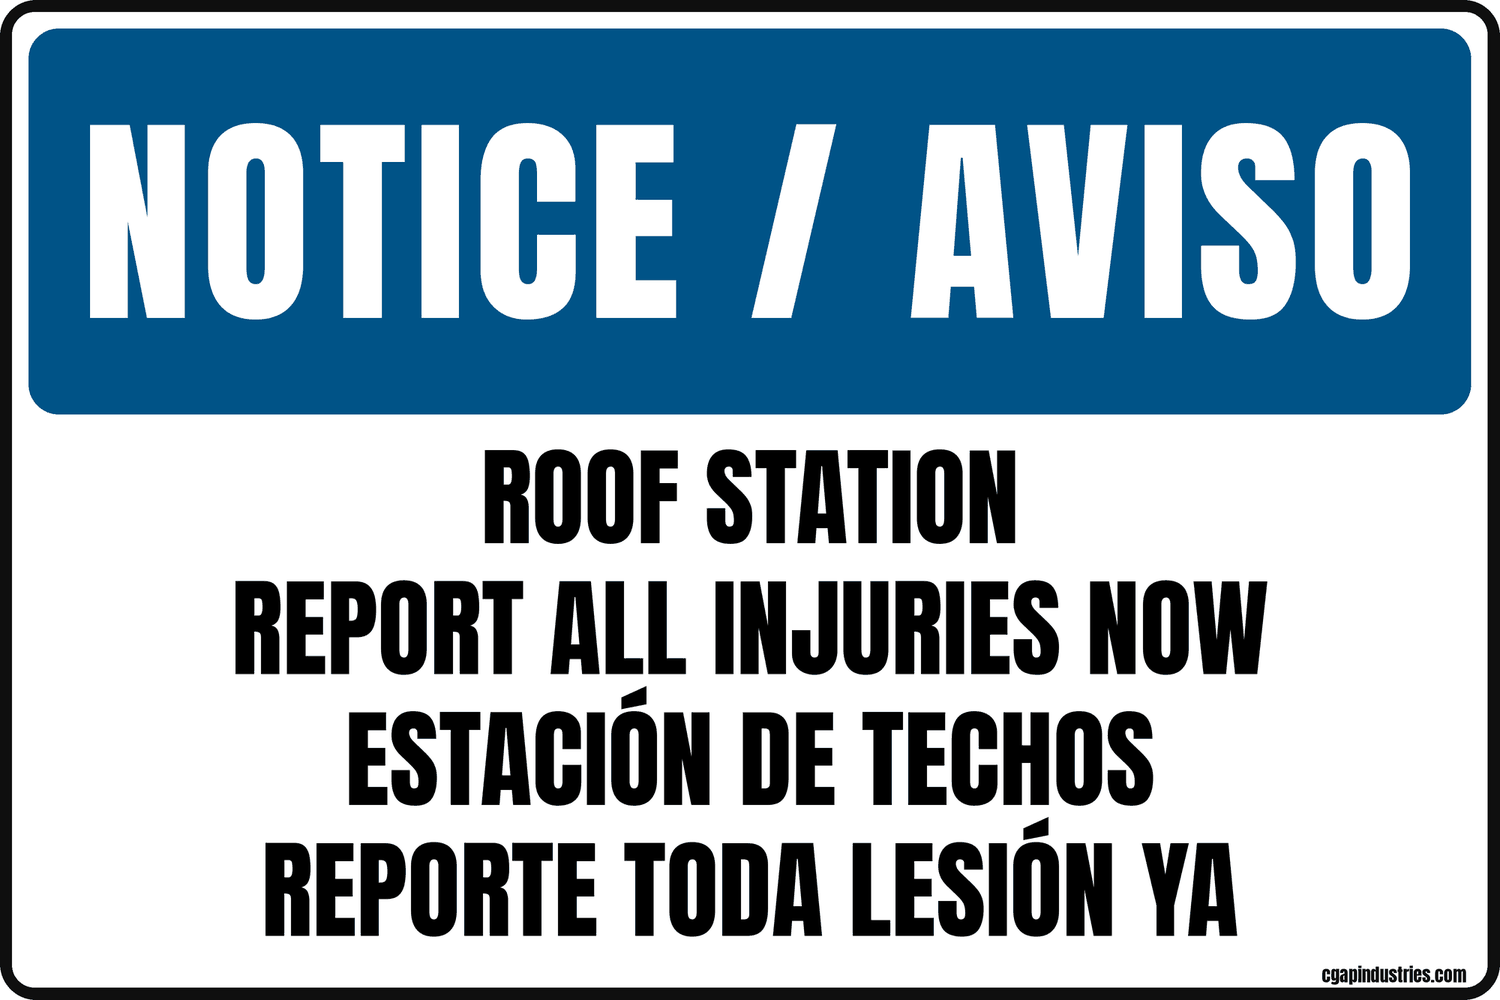 NOTICE / AVISO
ROOF STATION
REPORT ALL INJURIES NOW
ESTACIÓN DE TECHOS
REPORTE TODA LESIÓN YA
cgapindustries.com